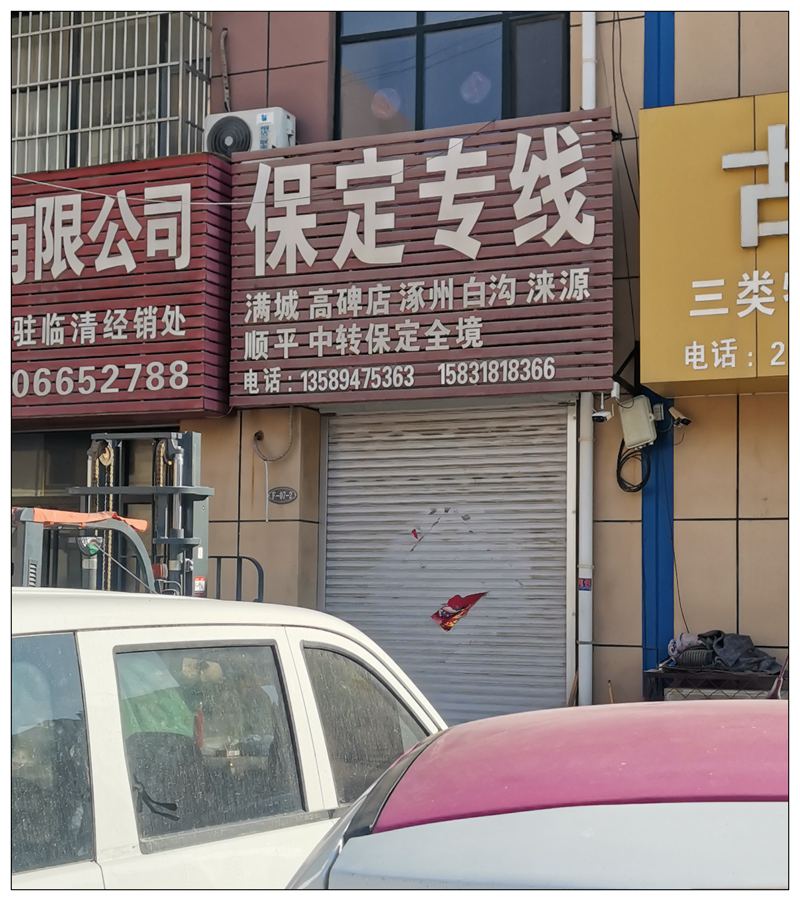 有限公司
驻临清经销处
06652788
保定专线
满城 高碑店 涿州 白沟 涞源
顺平 中转保定全境
电话：13589475363 15831818366
F-07-2
三类
电话：2